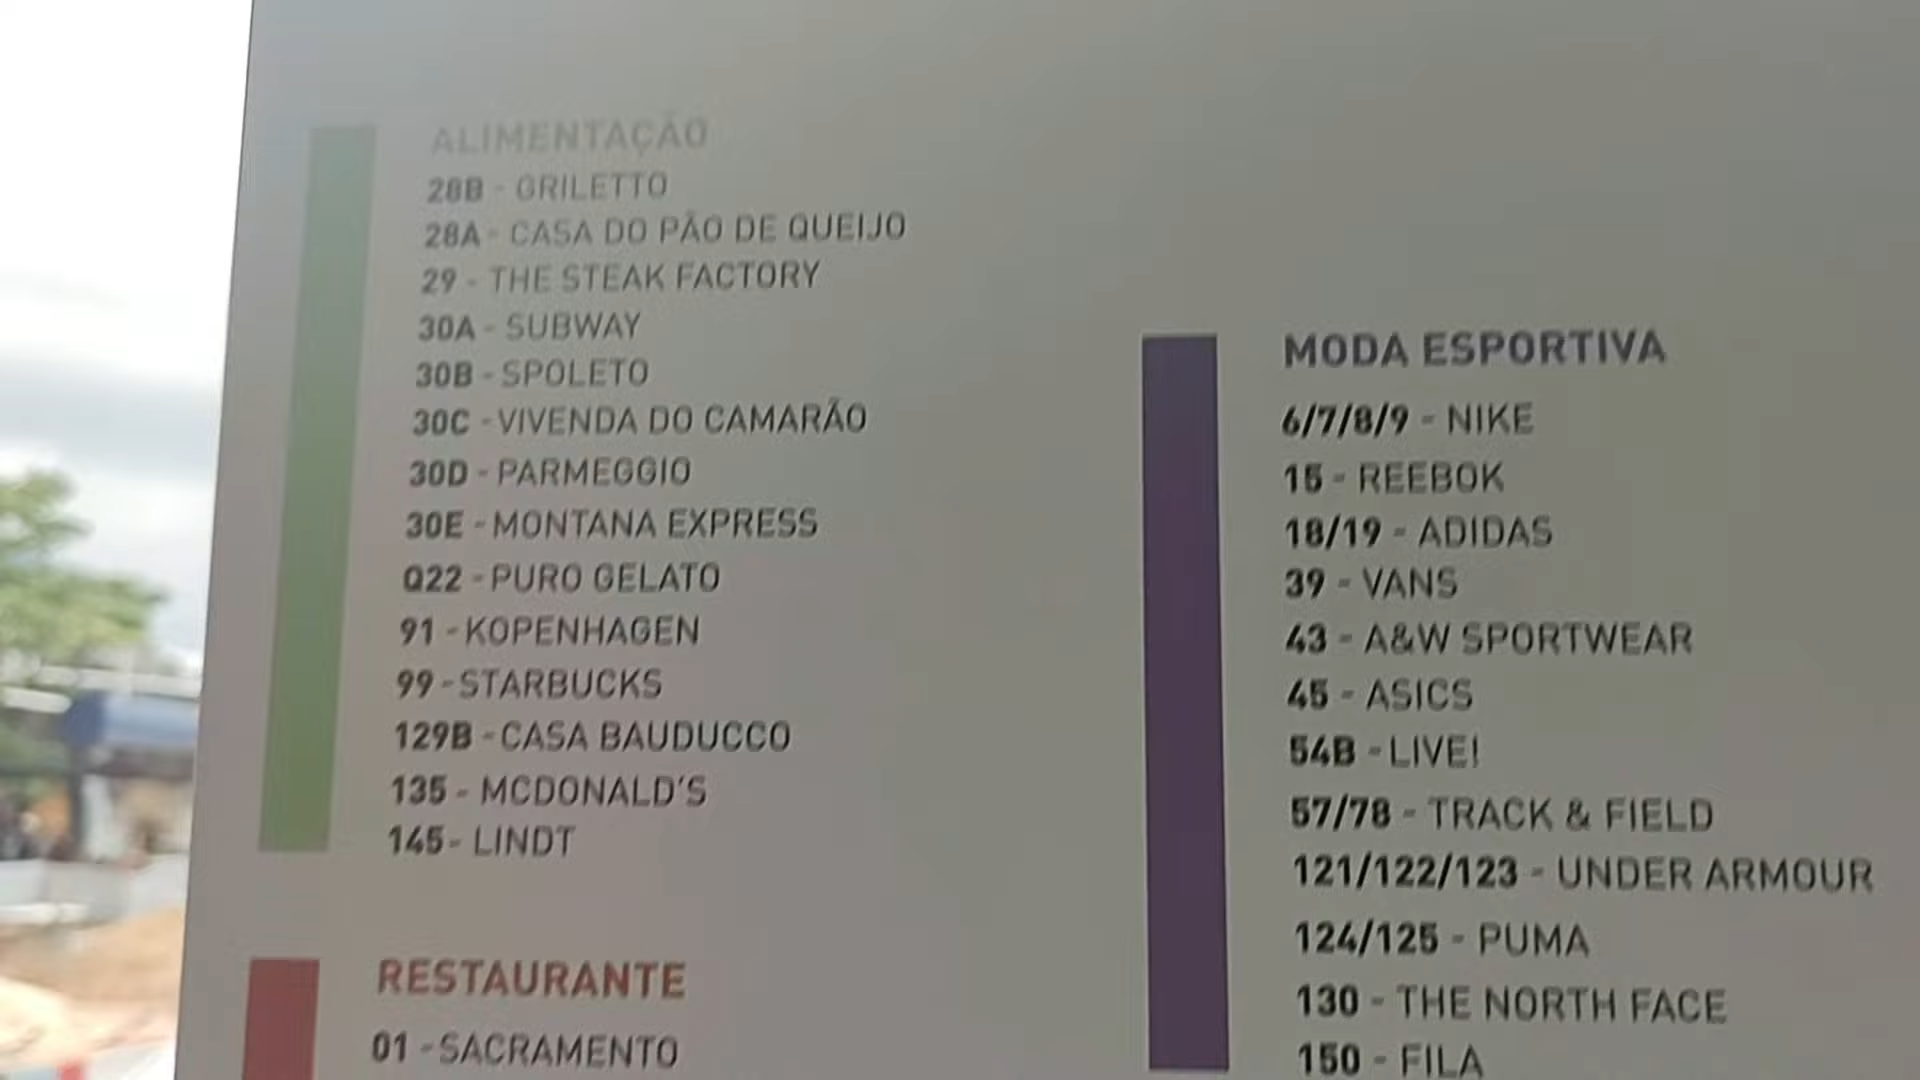 ALIMENTAÇÃO
28B - GRILETTO
28A - CASA DO PÃO DE QUEIJO
29 - THE STEAK FACTORY
30A - SUBWAY
30B - SPOLETO
30C - VIVENDA DO CAMARÃO
30D - PARMEGGIO
30E - MONTANA EXPRESS
Q22 - PURO GELATO
91 - KOPENHAGEN
99 - STARBUCKS
129B - CASA BAUDUCCO
135 - MCDONALD'S
145 - LINDT
RESTAURANTE
01 - SACRAMENTO
MODA ESPORTIVA
6/7/8/9 - NIKE
15 - REEBOK
18/19 - ADIDAS
39 - VANS
43 - A&W SPORTWEAR
45 - ASICS
54B - LIVE!
57/78 - TRACK & FIELD
121/122/123 - UNDER ARMOUR
124/125 - PUMA
130 - THE NORTH FACE
150 - FILA